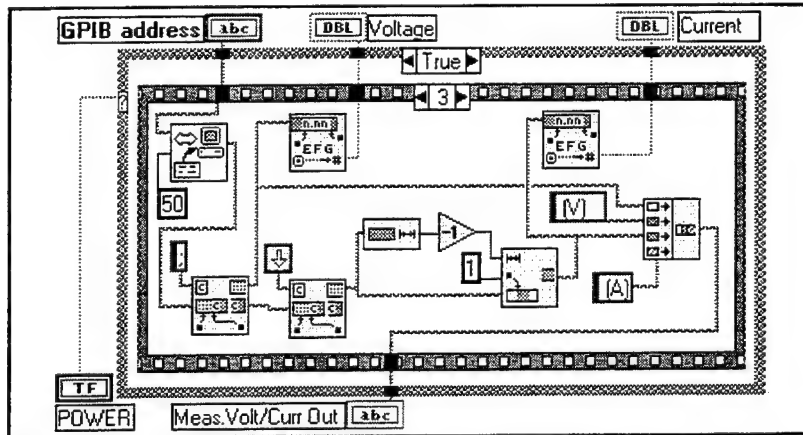 GPIB address abc DBL Voltage DBL Current
True
?
3
n.nn n.nn
EFG EFG
#  #
50 (V)
-1
; 1
C C
C C C C
(A)
TF
POWER Meas.Volt/Curr Out abc